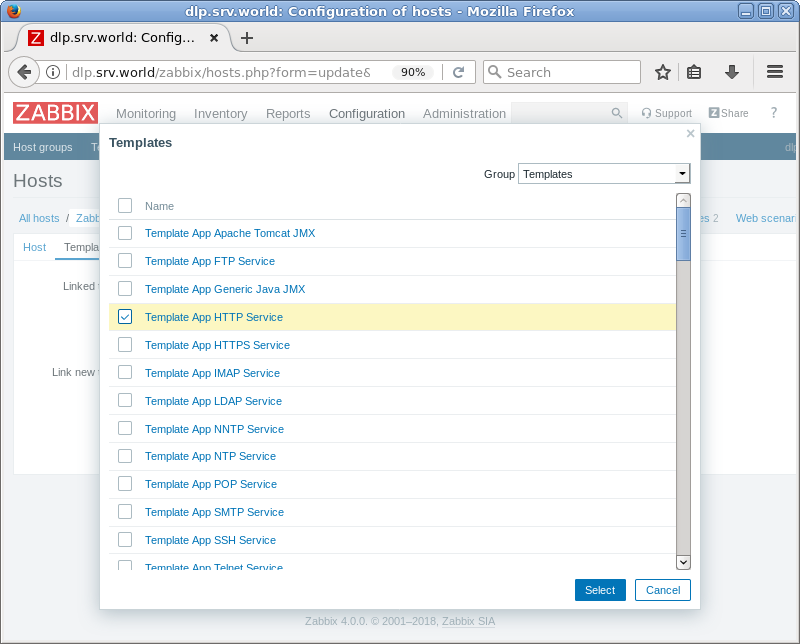 dlp.srv.world: Configuration of hosts - Mozilla Firefox
Z dlp.srv.world: Config...
dlp.srv.world/zabbix/hosts.php?form=update& 90% Search
ZABBIX Monitoring Inventory Reports Configuration Administration Support Z Share ?
Host groups
Templates
Hosts
Group Templates
All hosts / Zabb
es 2 Web scenari
Name
Host Templa
Template App Apache Tomcat JMX
Template App FTP Service
Linked
Template App Generic Java JMX
Template App HTTP Service
Template App HTTPS Service
Link new
Template App IMAP Service
Template App LDAP Service
Template App NNTP Service
Template App NTP Service
Template App POP Service
Template App SMTP Service
Template App SSH Service
Template App Telnet Service
Select Cancel
Zabbix 4.0.0. © 2001–2018, Zabbix SIA